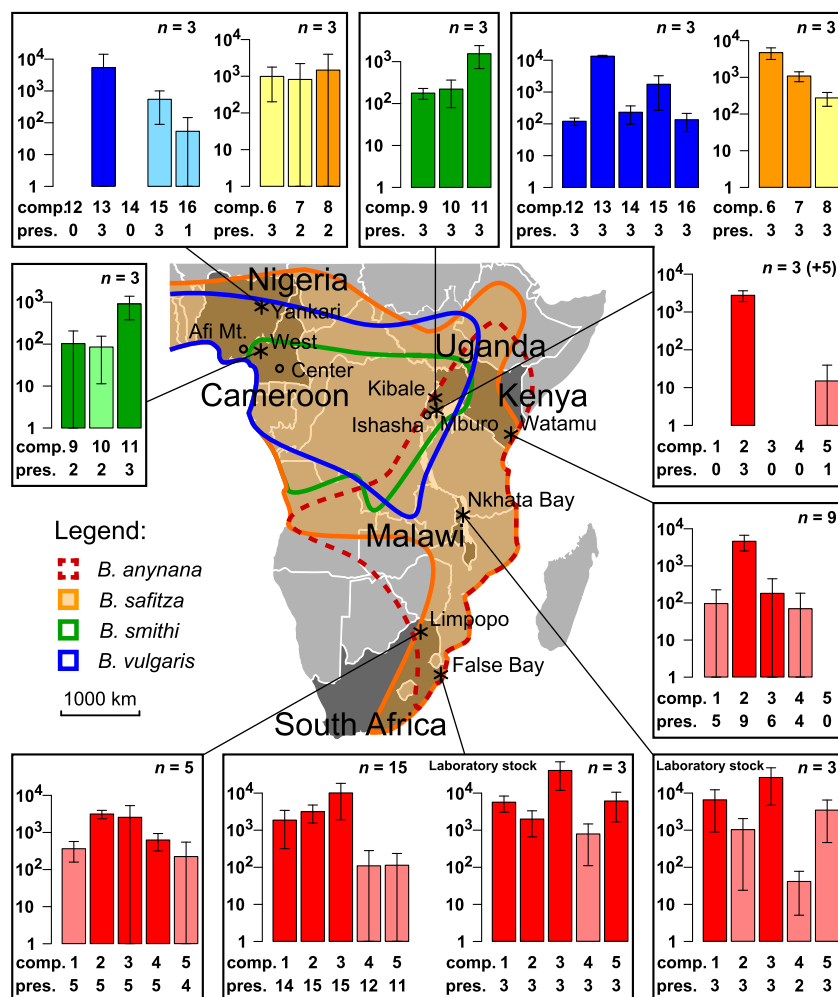 n = 3
n = 3
10⁴
10³
10²
10
1
10⁴
10³
10²
10
1
comp. 12 13 14 15 16 comp. 6 7 8
pres. 0 3 0 3 1 pres. 3 2 2
n = 3
10³
10²
10
1
comp. 9 10 11
pres. 3 3 3
n = 3
n = 3
10⁴
10³
10²
10
1
10⁴
10³
10²
10
1
comp. 12 13 14 15 16 comp. 6 7 8
pres. 3 3 3 3 3 pres. 3 3 3
n = 3
10³
10²
10
1
comp. 9 10 11
pres. 2 2 3
Nigeria
Yankari
Afi Mt.
West
Center
Cameroon
Uganda
Kibale
Kenya
Ishasha
Mburo
Watamu
Nkhata Bay
Malawi
Limpopo
False Bay
South Africa
n = 3 (+5)
10⁴
10³
10²
10
1
comp. 1 2 3 4 5
pres. 0 3 0 0 1
n = 9
10⁴
10³
10²
10
1
comp. 1 2 3 4 5
pres. 5 9 6 4 0
Legend:
B. anynana
B. safitza
B. smithi
B. vulgaris
1000 km
n = 5
10⁴
10³
10²
10
1
comp. 1 2 3 4 5
pres. 5 5 5 5 4
n = 15
10⁴
10³
10²
10
1
comp. 1 2 3 4 5
pres. 14 15 15 12 11
Laboratory stock n = 3
10⁴
10³
10²
10
1
comp. 1 2 3 4 5
pres. 3 3 3 3 3
Laboratory stock n = 3
10⁴
10³
10²
10
1
comp. 1 2 3 4 5
pres. 3 3 3 2 3